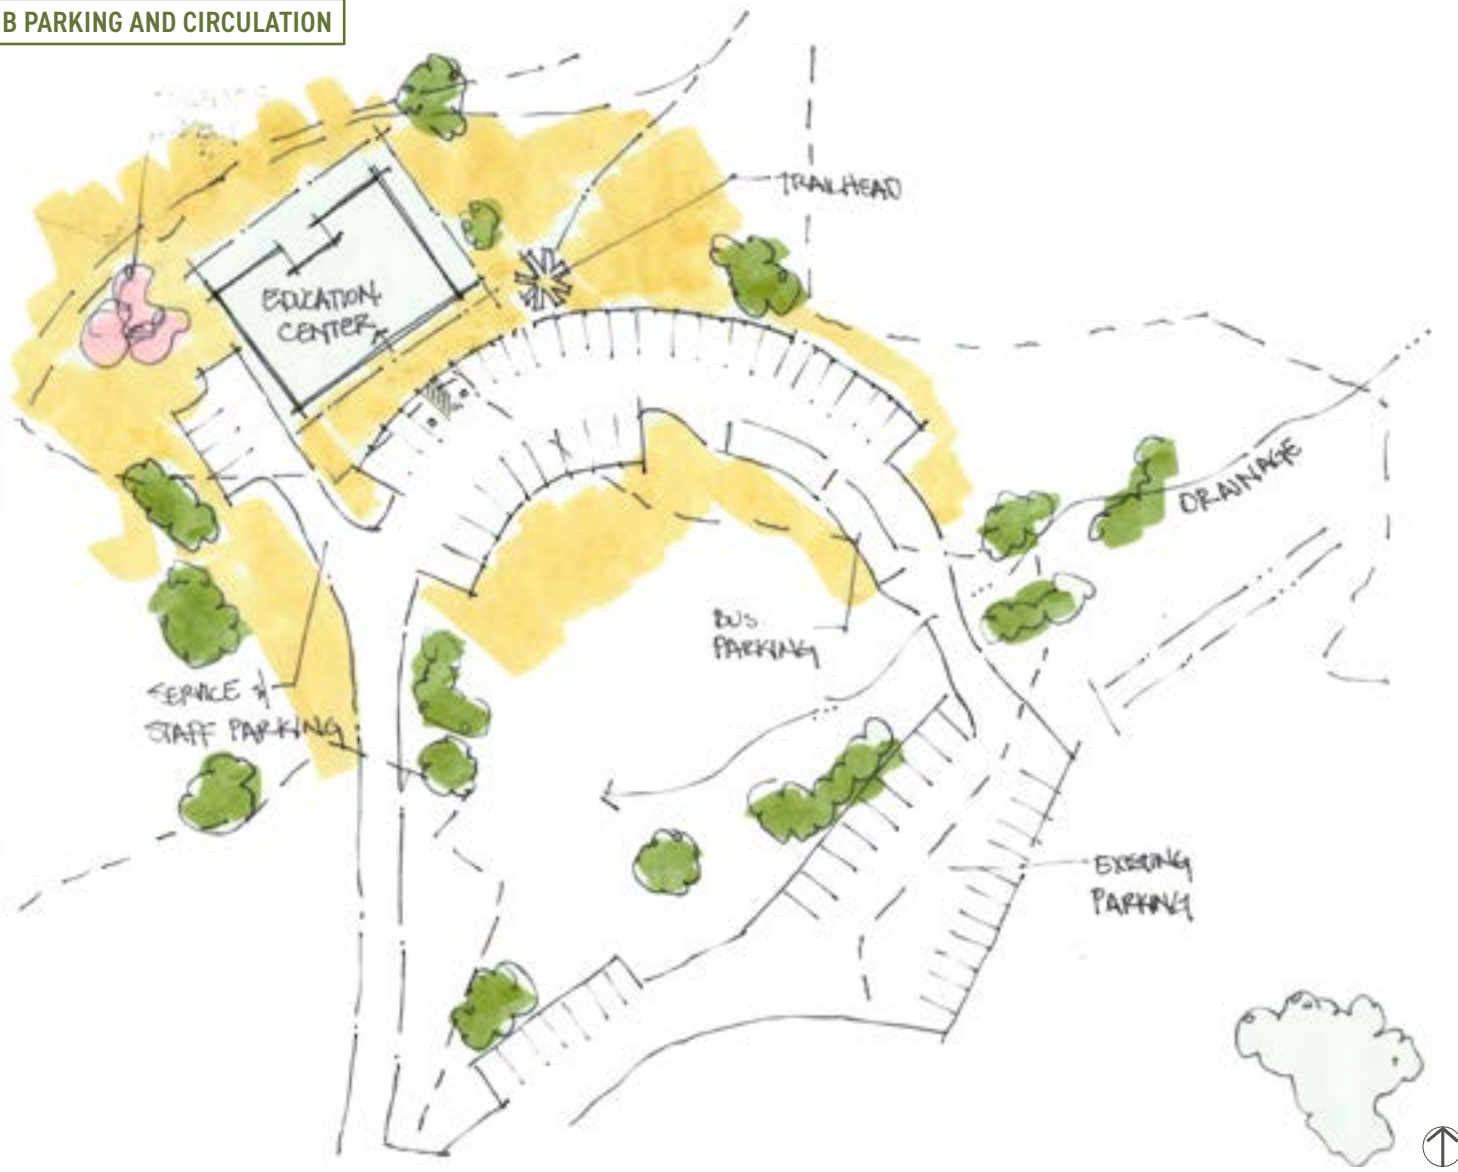 B PARKING AND CIRCULATION
TRAILHEAD
EDUCATION
CENTER
DRAINAGE
BUS
PARKING
SERVICE &
STAFF PARKING
EXISTING
PARKING